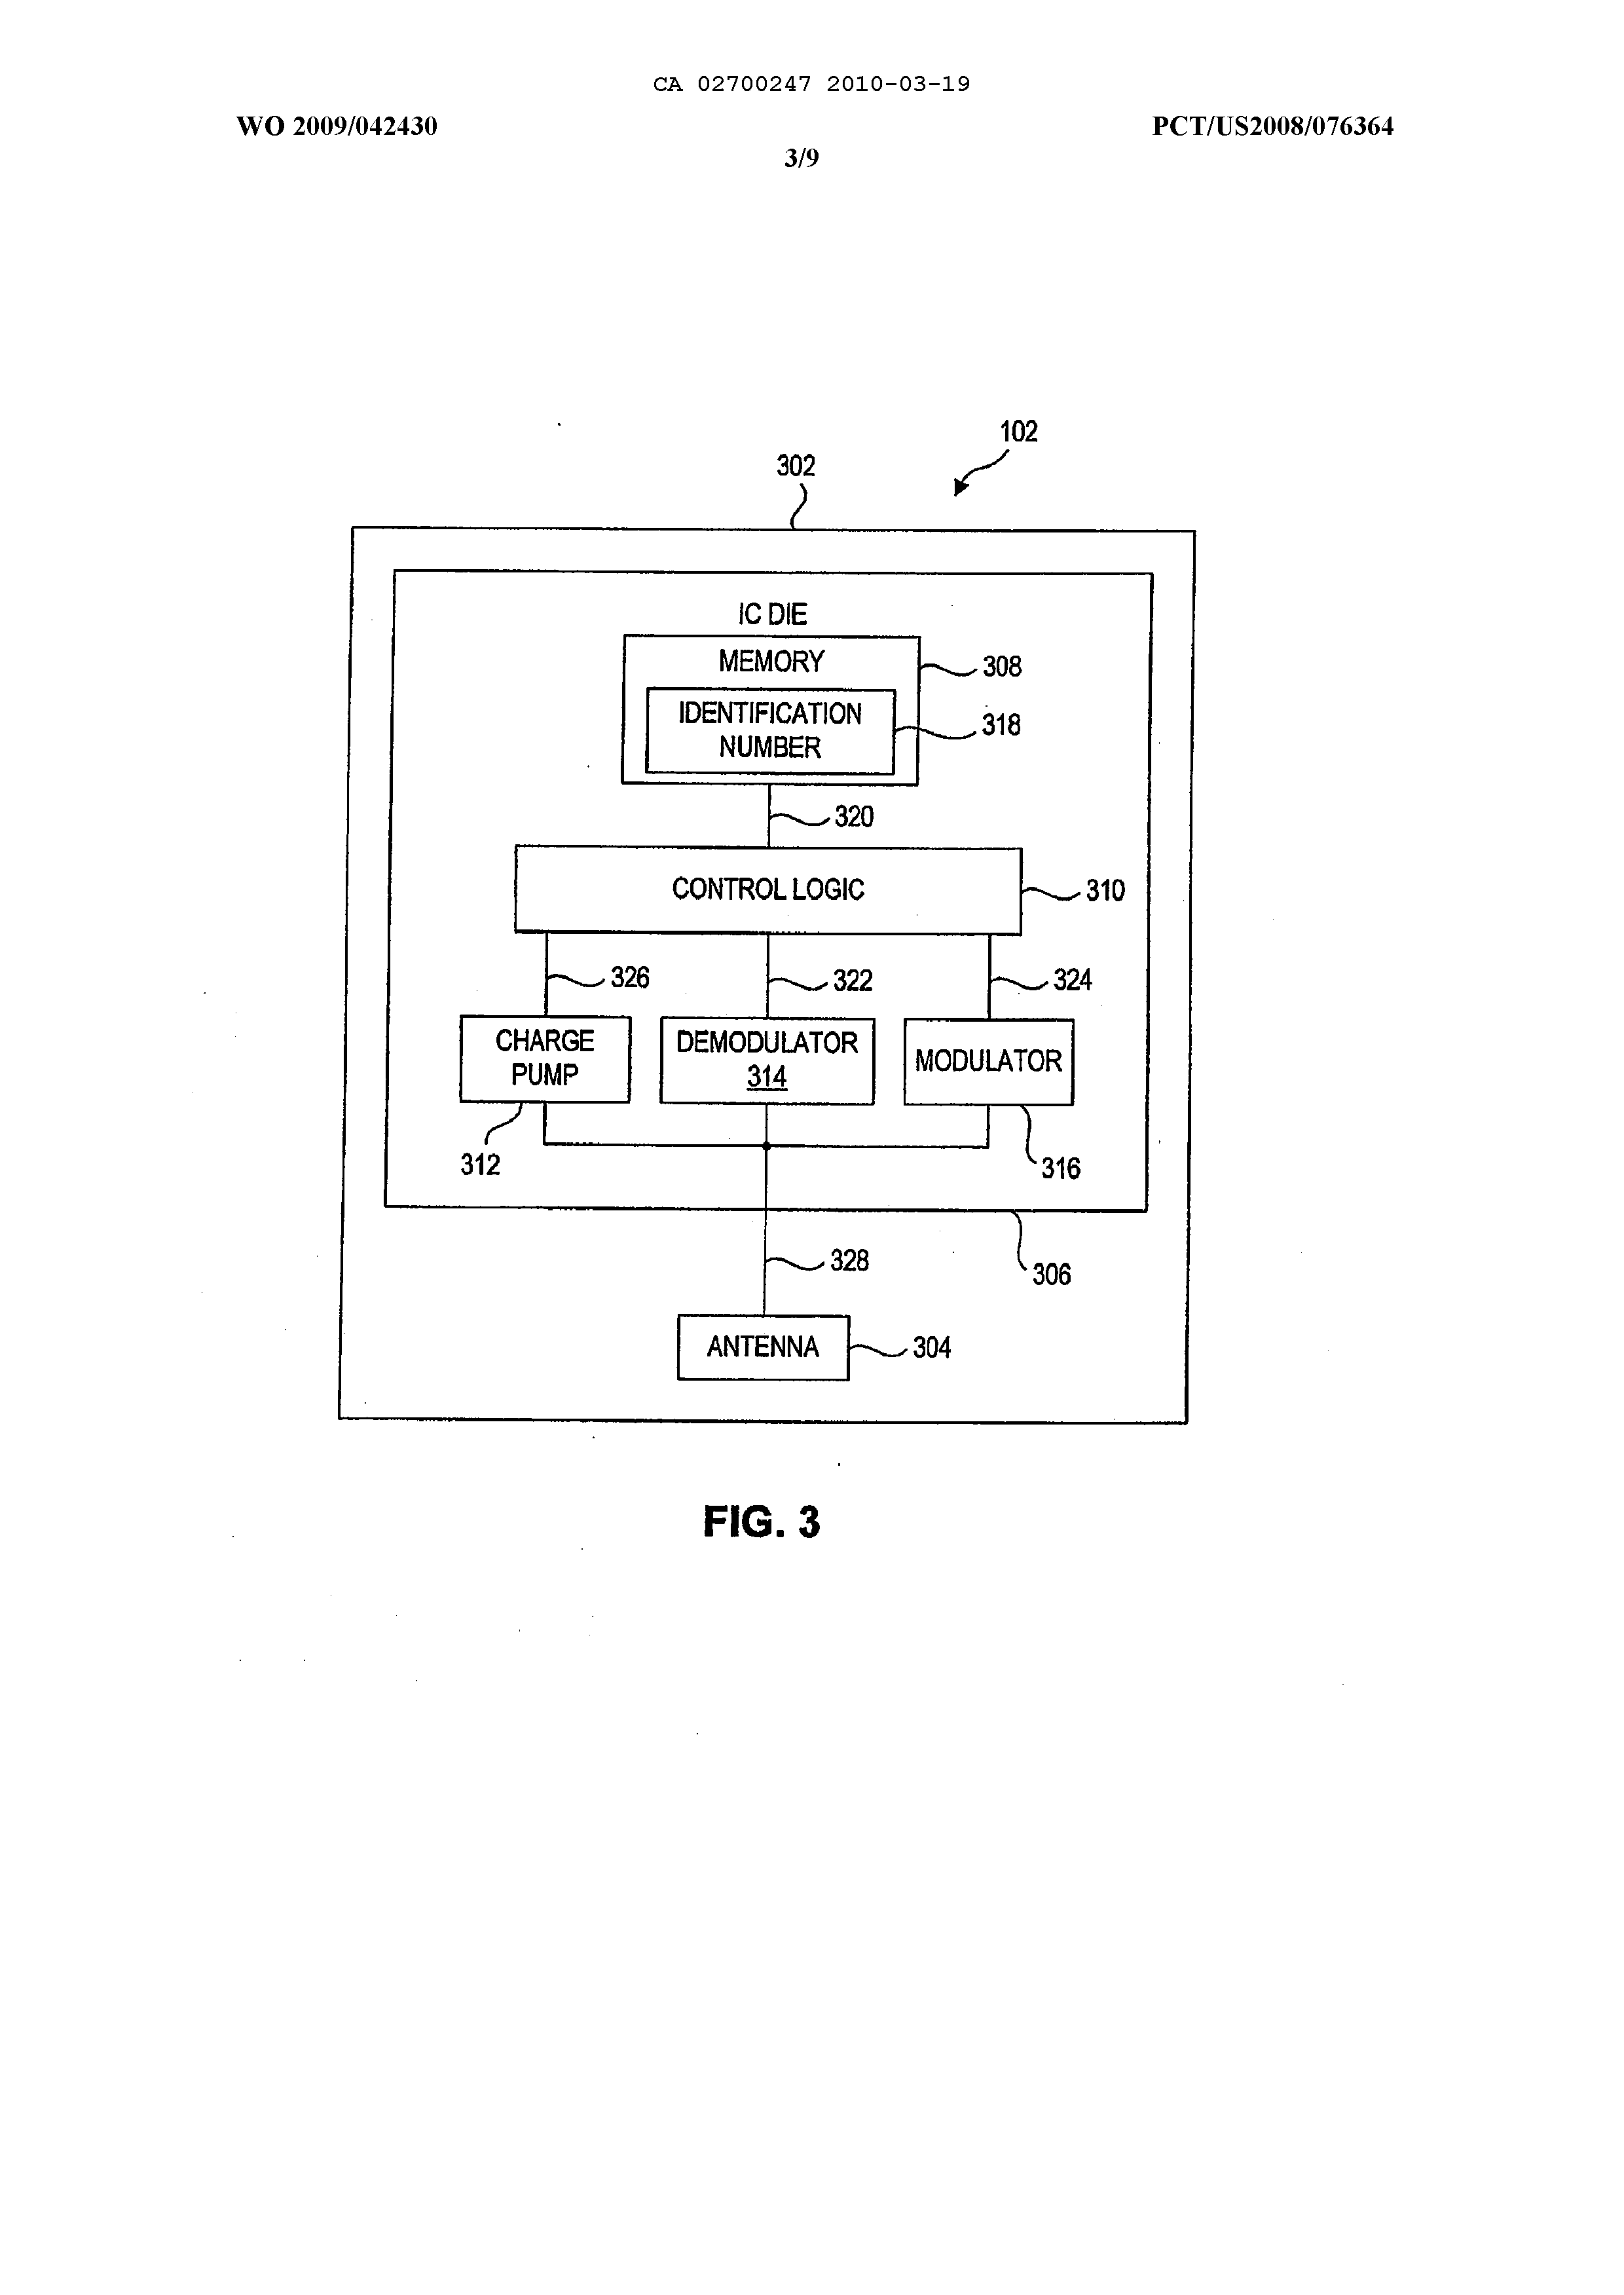 CA 02700247 2010-03-19
WO 2009/042430
PCT/US2008/076364
3/9
102
302
IC DIE
MEMORY
308
IDENTIFICATION
NUMBER
318
320
CONTROL LOGIC
310
326
322
324
CHARGE
PUMP
DEMODULATOR
314
MODULATOR
312
316
328
306
ANTENNA
304
FIG. 3